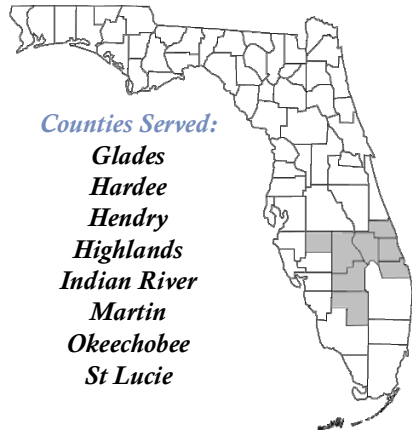 Counties Served:
Glades
Hardee
Hendry
Highlands
Indian River
Martin
Okeechobee
St Lucie